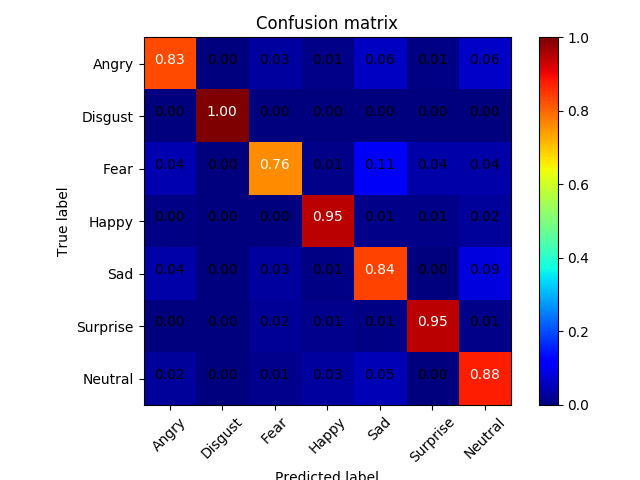 Confusion matrix
Angry 0.83 0.00 0.03 0.01 0.06 0.01 0.06
Disgust 0.00 1.00 0.00 0.00 0.00 0.00 0.00
Fear 0.04 0.00 0.76 0.01 0.11 0.04 0.04
Happy 0.00 0.00 0.00 0.95 0.01 0.01 0.02
Sad 0.04 0.00 0.03 0.01 0.84 0.00 0.09
Surprise 0.00 0.00 0.02 0.01 0.01 0.95 0.01
Neutral 0.02 0.00 0.01 0.03 0.05 0.00 0.88
True label
Angry Disgust Fear Happy Sad Surprise Neutral
Predicted label
1.0
0.8
0.6
0.4
0.2
0.0